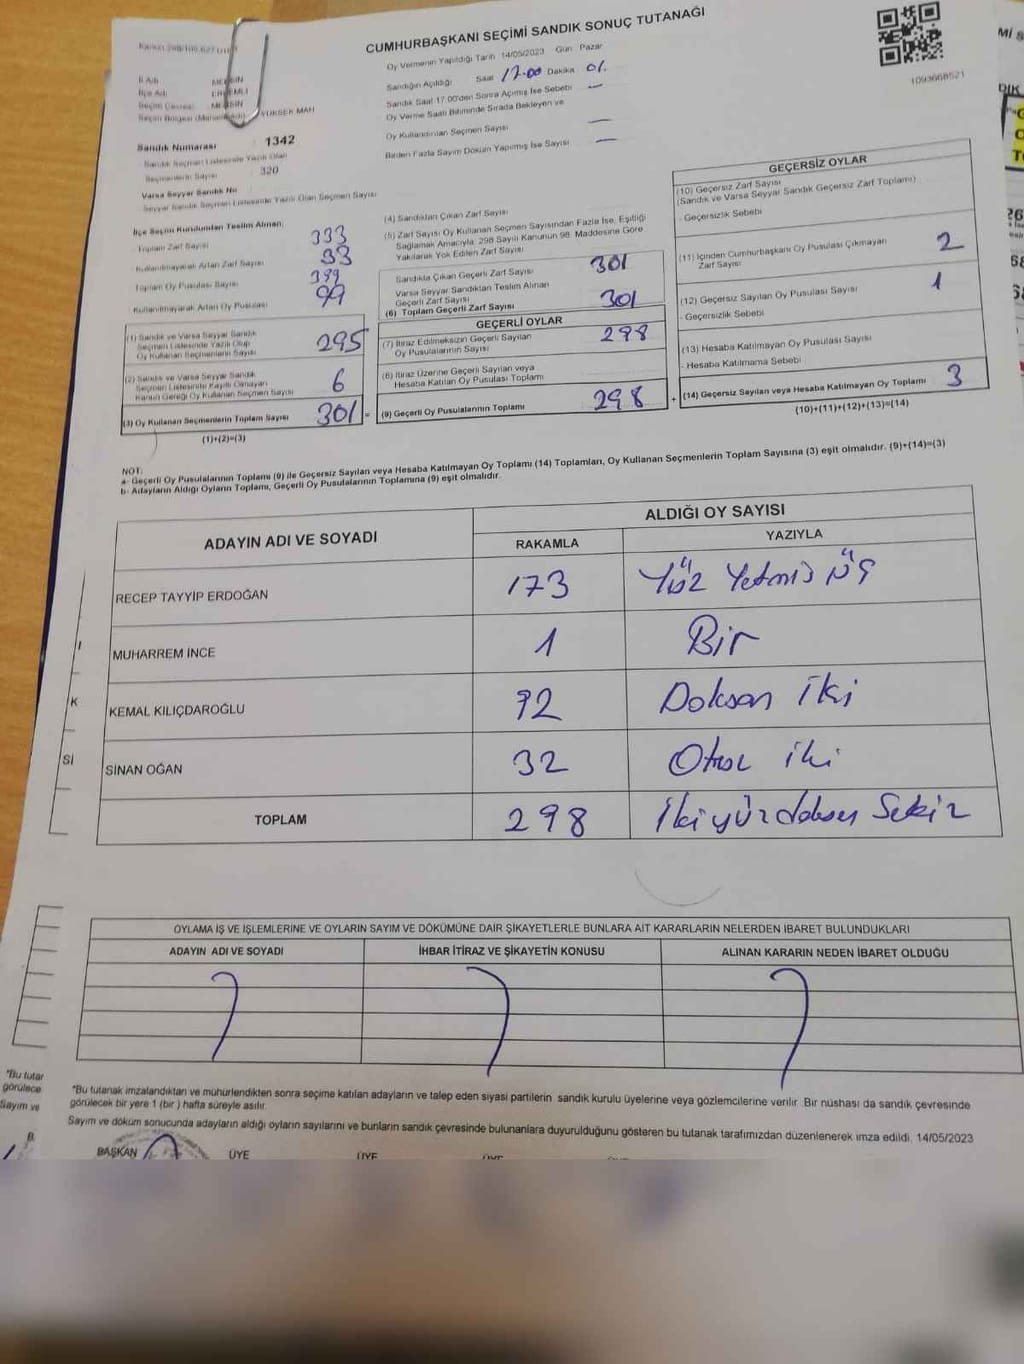 CUMHURBAŞKANI SEÇİMİ SANDIK SONUÇ TUTANAĞI
Oy Vermenin Yapıldığı Tarih 14/05/2023 Gün Pazar
Sandığın Açıldığı Saat 17.00 Dakika 01
Sandık Saat 17.00'den Sonra Açılmış İse Sebebi
Oy Verme Saati Bitiminde Sırada Bekleyen ve
Oy Kullandırılan Seçmen Sayısı
Birden Fazla Sayım Döküm Yapılmış İse Sayısı
1093668521
İl Adı MERSİN
İlçe Adı ERDEMLİ
Seçim Çevresi MERSİN
YÜKSEK MAH
Sandık Numarası 1342
Sandık Seçmen Listesinde Yazılı Olan
Seçmenlerin Sayısı 320
Varsa Seyyar Sandık No
Seyyar Sandık Seçmen Listesinde Yazılı Olan Seçmen Sayısı
İlçe Seçim Kurulundan Teslim Alınan;
Toplam Zarf Sayısı 333
Kullanılmayarak Artan Zarf Sayısı 33
Toplam Oy Pusulası Sayısı 399
Kullanılmayarak Artan Oy Pusulası 99
(1) Sandık ve Varsa Seyyar Sandık
Seçmen Listesinde Yazılı Olup
Oy Kullanan Seçmenlerin Sayısı 295
(2) Sandık ve Varsa Seyyar Sandık
Seçmen Listesinde Kayıtlı Olmayan
Kanun Gereği Oy Kullanan Seçmen Sayısı 6
(3) Oy Kullanan Seçmenlerin Toplam Sayısı 301 =
(1)+(2)=(3)
(4) Sandıktan Çıkan Zarf Sayısı
(5) Zarf Sayısı Oy Kullanan Seçmen Sayısından Fazla İse, Eşitliği
Sağlamak Amacıyla, 298 Sayılı Kanunun 98. Maddesine Göre
Yakılarak Yok Edilen Zarf Sayısı
Sandıkta Çıkan Geçerli Zarf Sayısı 301
Varsa Seyyar Sandıktan Teslim Alınan
Geçerli Zarf Sayısı
(6) Toplam Geçerli Zarf Sayısı 301
GEÇERLİ OYLAR
(7) İtiraz Edilmeksizin Geçerli Sayılan
Oy Pusulalarının Sayısı 298
(8) İtiraz Üzerine Geçerli Sayılan veya
Hesaba Katılan Oy Pusulası Toplamı
(9) Geçerli Oy Pusulalarının Toplamı 298 +
GEÇERSİZ OYLAR
(10) Geçersiz Zarf Sayısı
(Sandık ve Varsa Seyyar Sandık Geçersiz Zarf Toplamı)
- Geçersizlik Sebebi
(11) İçinden Cumhurbaşkanı Oy Pusulası Çıkmayan
Zarf Sayısı 2
(12) Geçersiz Sayılan Oy Pusulası Sayısı 1
- Geçersizlik Sebebi
(13) Hesaba Katılmayan Oy Pusulası Sayısı
- Hesaba Katılmama Sebebi
(14) Geçersiz Sayılan veya Hesaba Katılmayan Oy Toplamı 3
(10)+(11)+(12)+(13)=(14)
NOT:
a- Geçerli Oy Pusulalarının Toplamı (9) ile Geçersiz Sayılan veya Hesaba Katılmayan Oy Toplamı (14) Toplamları, Oy Kullanan Seçmenlerin Toplam Sayısına (3) eşit olmalıdır. (9)+(14)=(3)
b- Adayların Aldığı Oyların Toplamı, Geçerli Oy Pusulalarının Toplamına (9) eşit olmalıdır.
ADAYIN ADI VE SOYADI ALDIĞI OY SAYISI
RAKAMLA YAZIYLA
RECEP TAYYİP ERDOĞAN 173 Yüz Yetmiş Üç
MUHARREM İNCE 1 Bir
KEMAL KILIÇDAROĞLU 92 Doksan İki
SİNAN OĞAN 32 Otuz iki
TOPLAM 298 İkiyüzdoksan Sekiz
OYLAMA İŞ VE İŞLEMLERİNE VE OYLARIN SAYIM VE DÖKÜMÜNE DAİR ŞİKAYETLERLE BUNLARA AİT KARARLARIN NELERDEN İBARET BULUNDUKLARI
ADAYIN ADI VE SOYADI İHBAR İTİRAZ VE ŞİKAYETİN KONUSU ALINAN KARARIN NEDEN İBARET OLDUĞU
"Bu tutanak imzalandıktan ve mühürlendikten sonra seçime katılan adayların ve talep eden siyasi partilerin sandık kurulu üyelerine veya gözlemcilerine verilir. Bir nüshası da sandık çevresinde
görülecek bir yere 1 (bir) hafta süreyle asılır.
Sayım ve döküm sonucunda adayların aldığı oyların sayılarını ve bunların sandık çevresinde bulunanlara duyurulduğunu gösteren bu tutanak tarafımızdan düzenlenerek imza edildi. 14/05/2023
BAŞKAN ÜYE ÜYE
"Bu tutar
görülece
Sayım ve